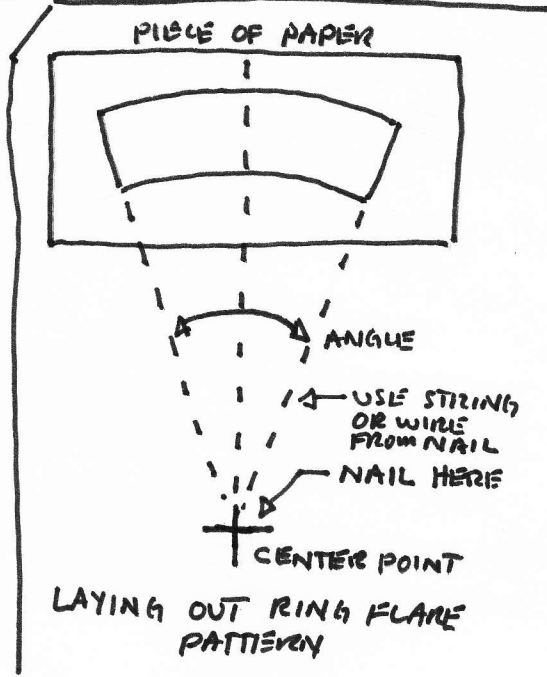 PIECE OF PAPER
ANGLE
USE STRING
OR WIRE
FROM NAIL
NAIL HERE
CENTER POINT
LAYING OUT RING FLARE
PATTERN